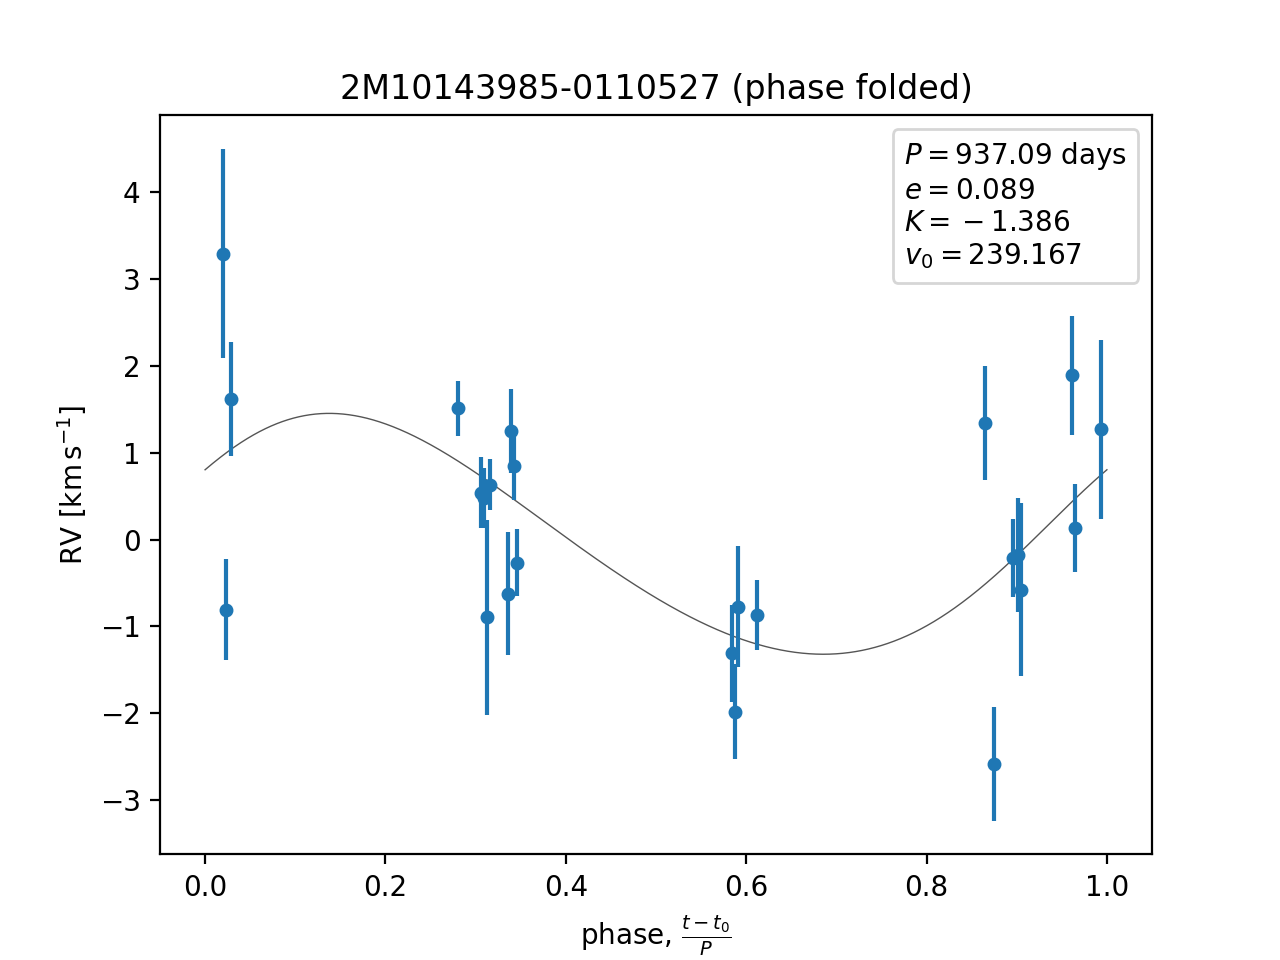 2M10143985-0110527 (phase folded)
P = 937.09 days
e = 0.089
K = −1.386
v₀ = 239.167
RV [km s⁻¹]
4
3
2
1
0
−1
−2
−3
0.0 0.2 0.4 0.6 0.8 1.0
phase, (t − t₀)/P